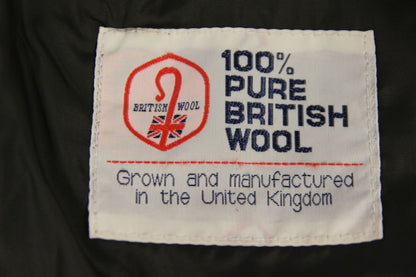 BRITISH WOOL
100%
PURE
BRITISH
WOOL
Grown and manufactured
in the United Kingdom